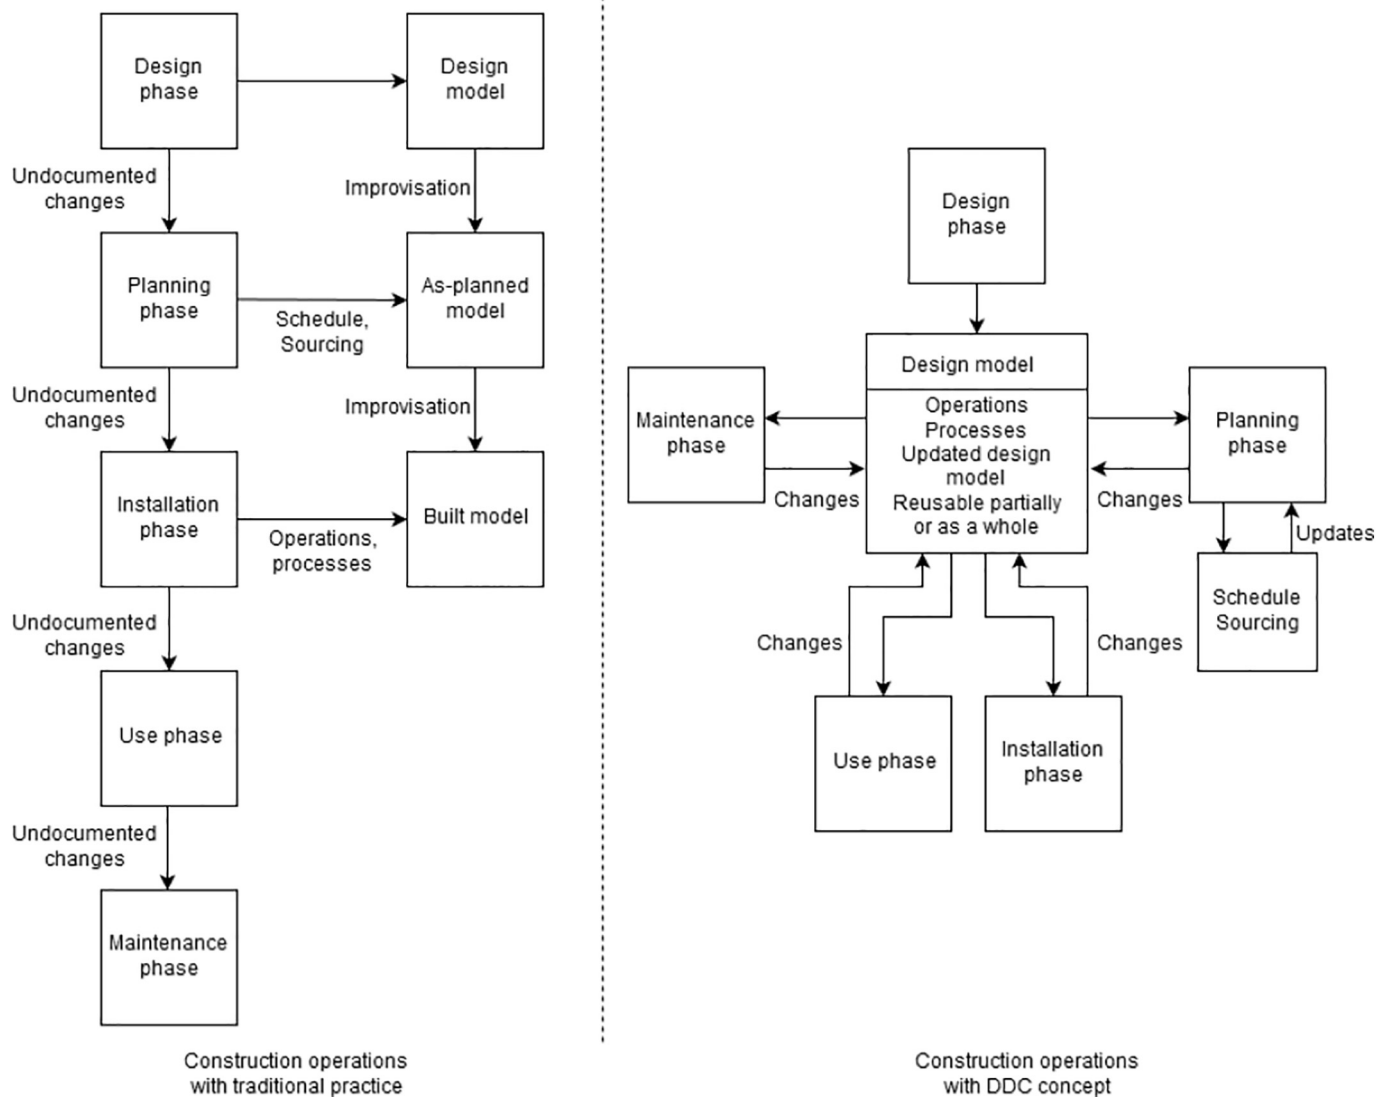 Design
phase
Design
model
Undocumented
changes
Improvisation
Planning
phase
As-planned
model
Schedule,
Sourcing
Undocumented
changes
Improvisation
Installation
phase
Built model
Operations,
processes
Undocumented
changes
Use phase
Undocumented
changes
Maintenance
phase
Construction operations
with traditional practice
Design
phase
Design model
Operations
Processes
Updated design
model
Reusable partially
or as a whole
Maintenance
phase
Changes
Planning
phase
Changes
Updates
Schedule
Sourcing
Changes
Changes
Use phase
Installation
phase
Construction operations
with DDC concept